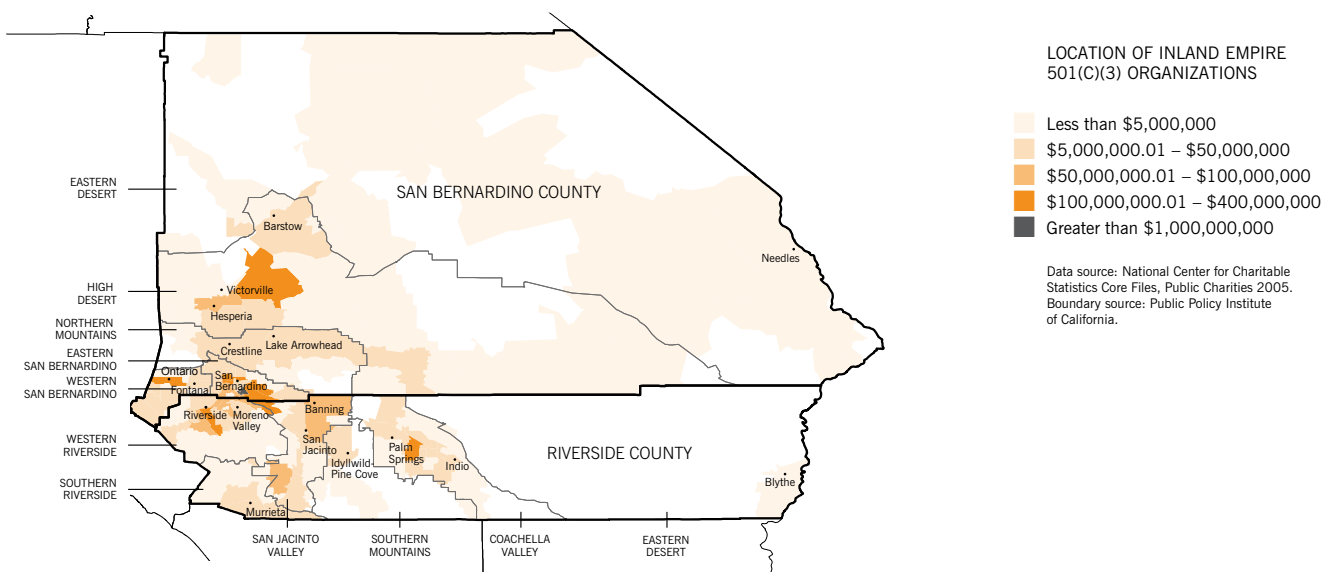 LOCATION OF INLAND EMPIRE
501(C)(3) ORGANIZATIONS
Less than $5,000,000
$5,000,000.01 – $50,000,000
$50,000,000.01 – $100,000,000
$100,000,000.01 – $400,000,000
Greater than $1,000,000,000
Data source: National Center for Charitable
Statistics Core Files, Public Charities 2005.
Boundary source: Public Policy Institute
of California.
EASTERN
DESERT
HIGH
DESERT
NORTHERN
MOUNTAINS
EASTERN
SAN BERNARDINO
WESTERN
SAN BERNARDINO
WESTERN
RIVERSIDE
SOUTHERN
RIVERSIDE
SAN BERNARDINO COUNTY
Barstow
Needles
Victorville
Hesperia
Crestline
Lake Arrowhead
Ontario
Fontana
San
Bernardino
Riverside
Moreno
Valley
Banning
San
Jacinto
Idyllwild-
Pine Cove
Palm
Springs
Indio
RIVERSIDE COUNTY
Blythe
Murrieta
SAN JACINTO
VALLEY
SOUTHERN
MOUNTAINS
COACHELLA
VALLEY
EASTERN
DESERT